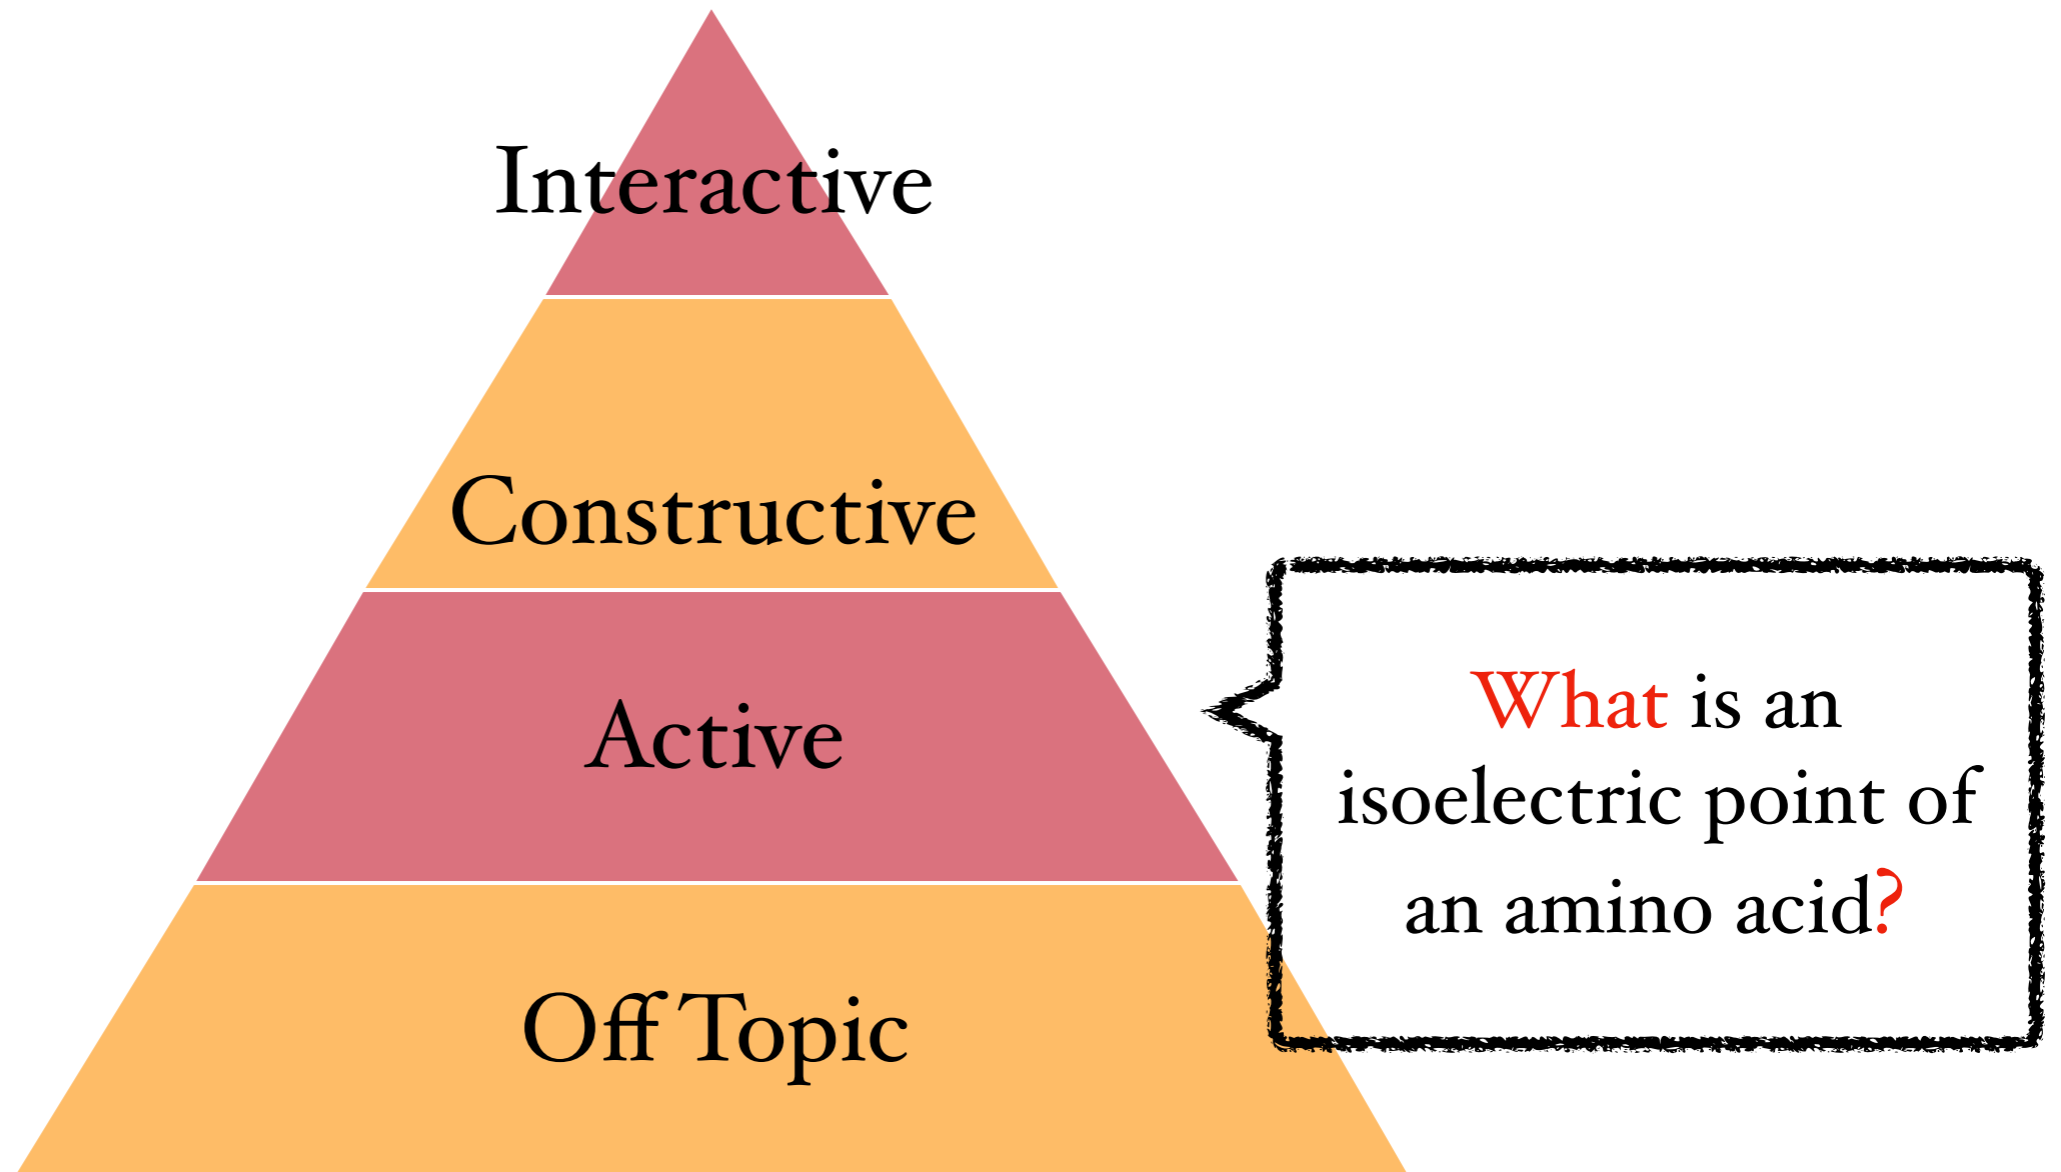 Interactive
Constructive
Active
Off Topic
What is an
isoelectric point of
an amino acid?